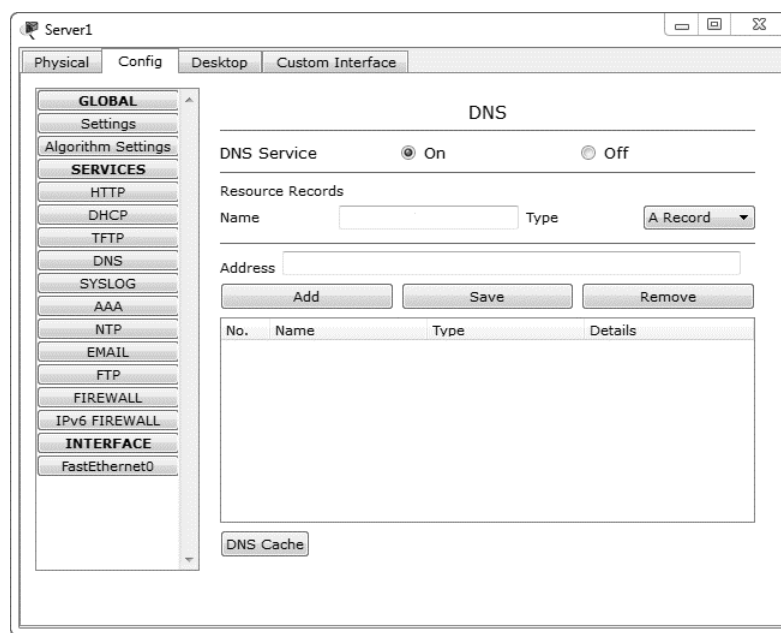 Server1
Physical Config Desktop Custom Interface
GLOBAL
Settings
Algorithm Settings
SERVICES
HTTP
DHCP
TFTP
DNS
SYSLOG
AAA
NTP
EMAIL
FTP
FIREWALL
IPv6 FIREWALL
INTERFACE
FastEthernet0
DNS
DNS Service On Off
Resource Records
Name Type A Record
Address
Add Save Remove
No. Name Type Details
DNS Cache